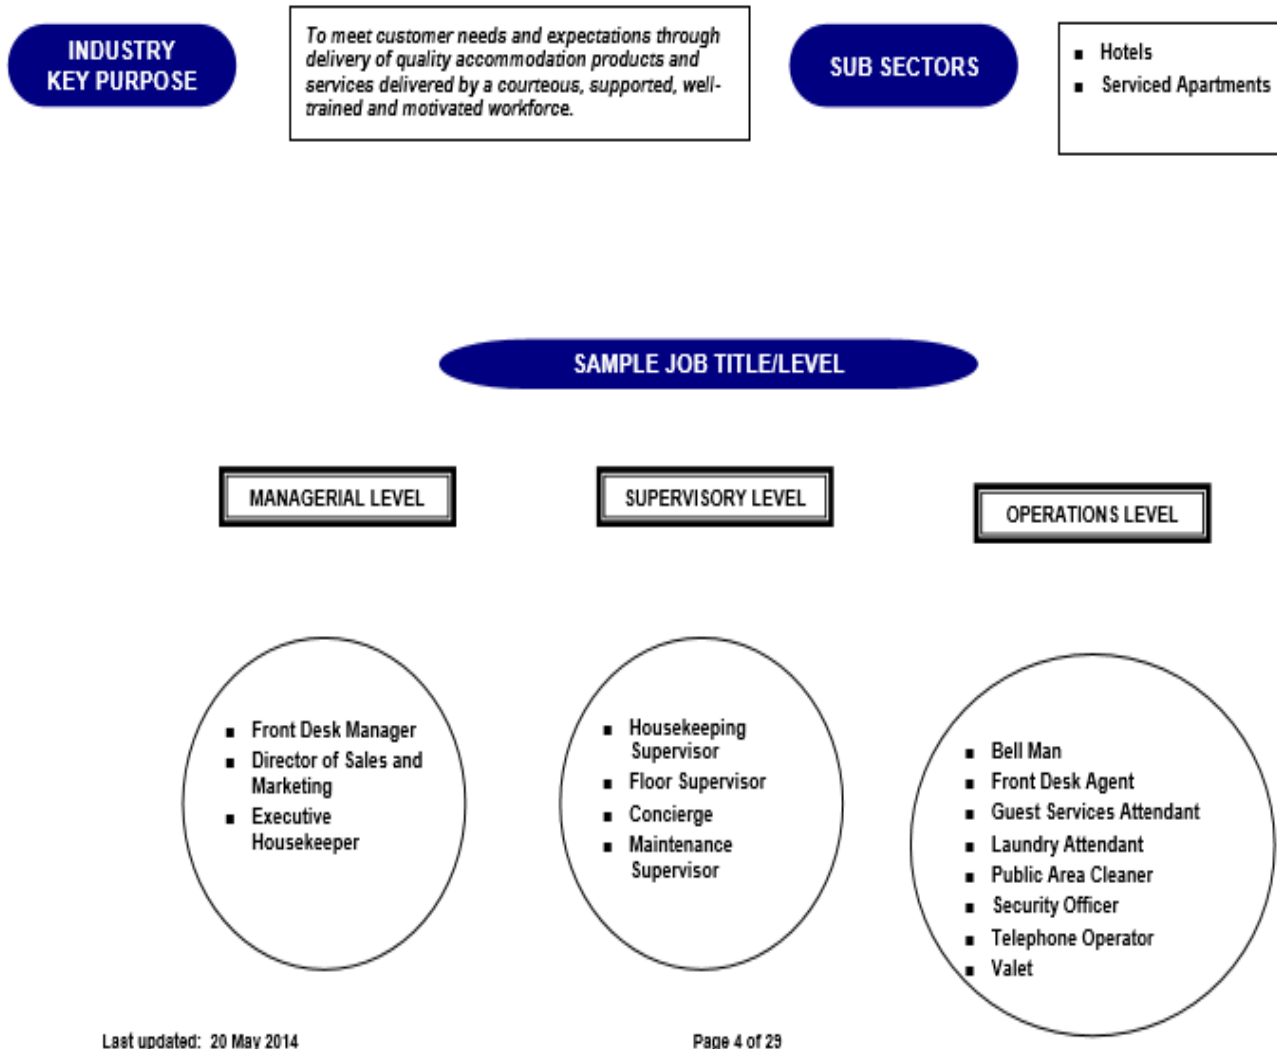 INDUSTRY
KEY PURPOSE
To meet customer needs and expectations through
delivery of quality accommodation products and
services delivered by a courteous, supported, well-
trained and motivated workforce.
SUB SECTORS
▪ Hotels
▪ Serviced Apartments
SAMPLE JOB TITLE/LEVEL
MANAGERIAL LEVEL
SUPERVISORY LEVEL
OPERATIONS LEVEL
▪ Front Desk Manager
▪ Director of Sales and
Marketing
▪ Executive
Housekeeper
▪ Housekeeping
Supervisor
▪ Floor Supervisor
▪ Concierge
▪ Maintenance
Supervisor
▪ Bell Man
▪ Front Desk Agent
▪ Guest Services Attendant
▪ Laundry Attendant
▪ Public Area Cleaner
▪ Security Officer
▪ Telephone Operator
▪ Valet
Last updated: 20 May 2014
Page 4 of 29